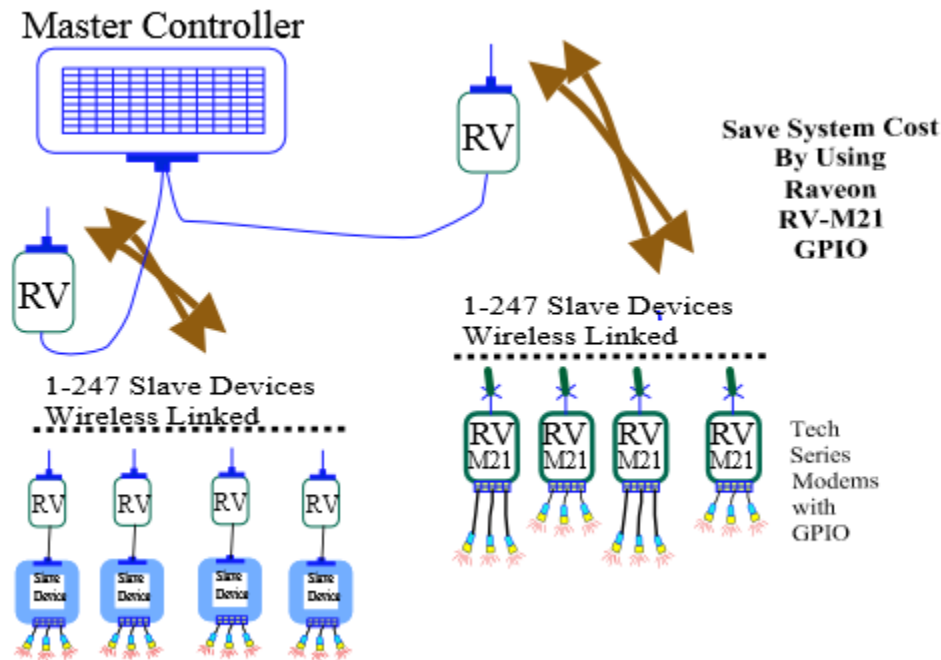 Master Controller
RV
Save System Cost
By Using
Raveon
RV-M21
GPIO
RV
1-247 Slave Devices
Wireless Linked
1-247 Slave Devices
Wireless Linked
RV
M21
RV
M21
RV
M21
RV
M21
Tech
Series
Modems
with
GPIO
RV
RV
RV
RV
Slave
Device
Slave
Device
Slave
Device
Slave
Device